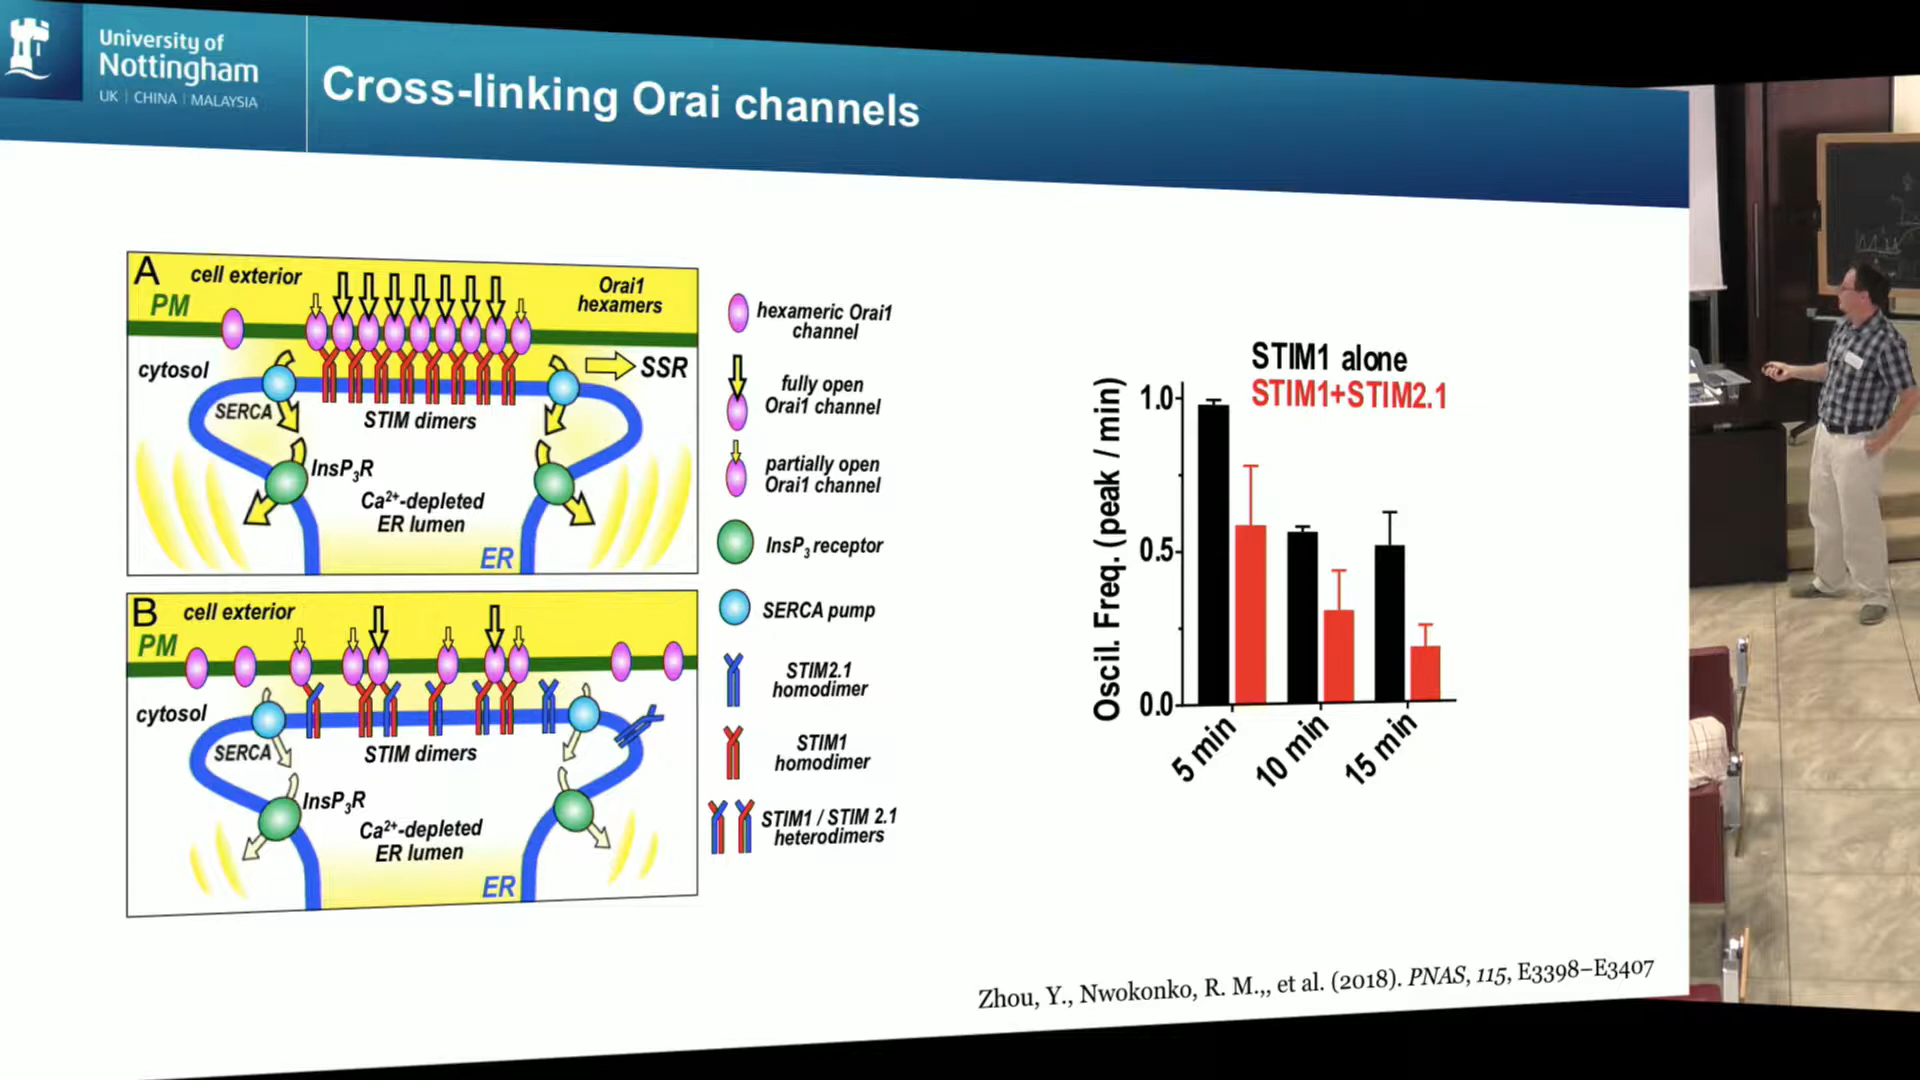 University of
Nottingham
UK | CHINA | MALAYSIA
Cross-linking Orai channels
A
cell exterior
PM
Orai1
hexamers
cytosol
SSR
SERCA
STIM dimers
InsP3R
Ca2+-depleted
ER lumen
ER
B
cell exterior
PM
cytosol
SERCA
STIM dimers
InsP3R
Ca2+-depleted
ER lumen
ER
hexameric Orai1
channel
fully open
Orai1 channel
partially open
Orai1 channel
InsP3 receptor
SERCA pump
STIM2.1
homodimer
STIM1
homodimer
STIM1 / STIM 2.1
heterodimers
STIM1 alone
STIM1+STIM2.1
Oscil. Freq. (peak / min)
1.0
0.5
0.0
5 min
10 min
15 min
Zhou, Y., Nwokonko, R. M.,, et al. (2018). PNAS, 115, E3398–E3407